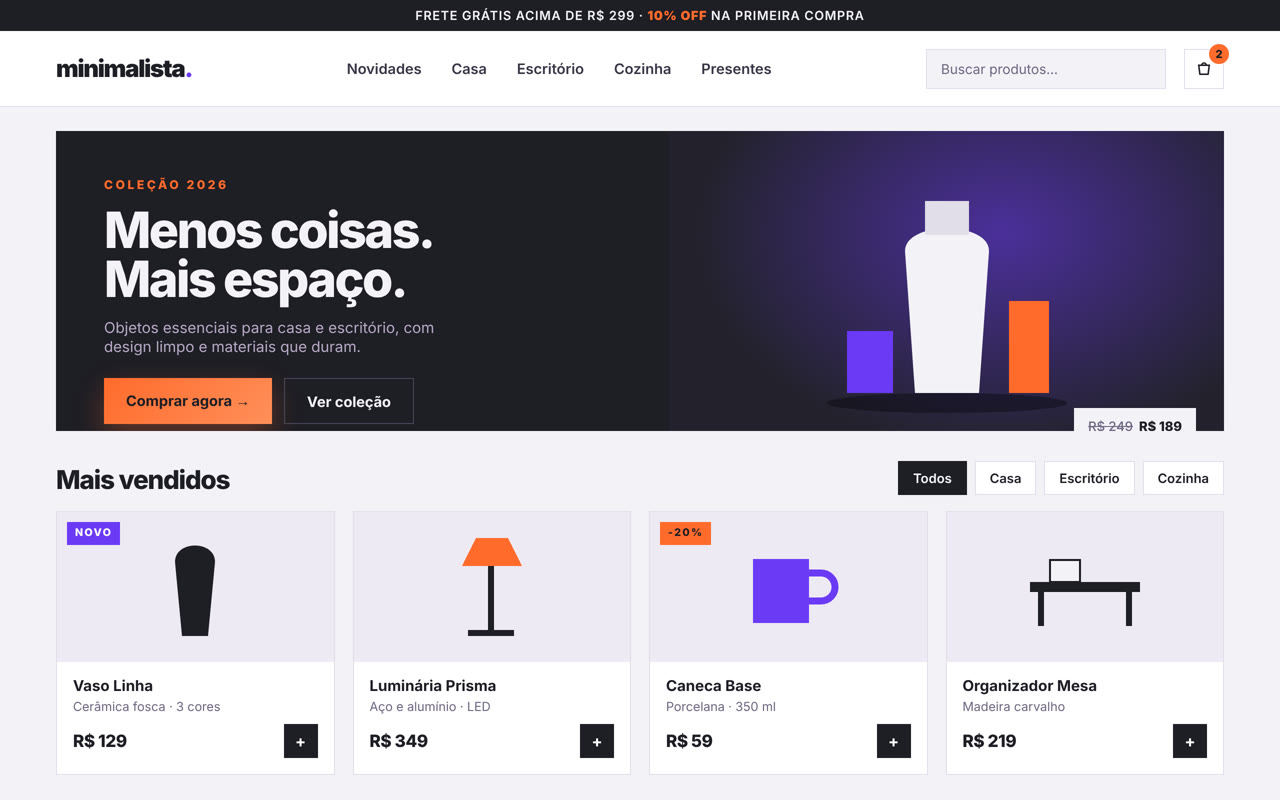 FRETE GRÁTIS ACIMA DE R$ 299 · 10% OFF NA PRIMEIRA COMPRA
minimalista.
Novidades
Casa
Escritório
Cozinha
Presentes
Buscar produtos...
2
COLEÇÃO 2026
Menos coisas.
Mais espaço.
Objetos essenciais para casa e escritório, com
design limpo e materiais que duram.
Comprar agora →
Ver coleção
R$ 249 R$ 189
Mais vendidos
Todos
Casa
Escritório
Cozinha
NOVO
Vaso Linha
Cerâmica fosca · 3 cores
R$ 129
+
Luminária Prisma
Aço e alumínio · LED
R$ 349
+
-20%
Caneca Base
Porcelana · 350 ml
R$ 59
+
Organizador Mesa
Madeira carvalho
R$ 219
+